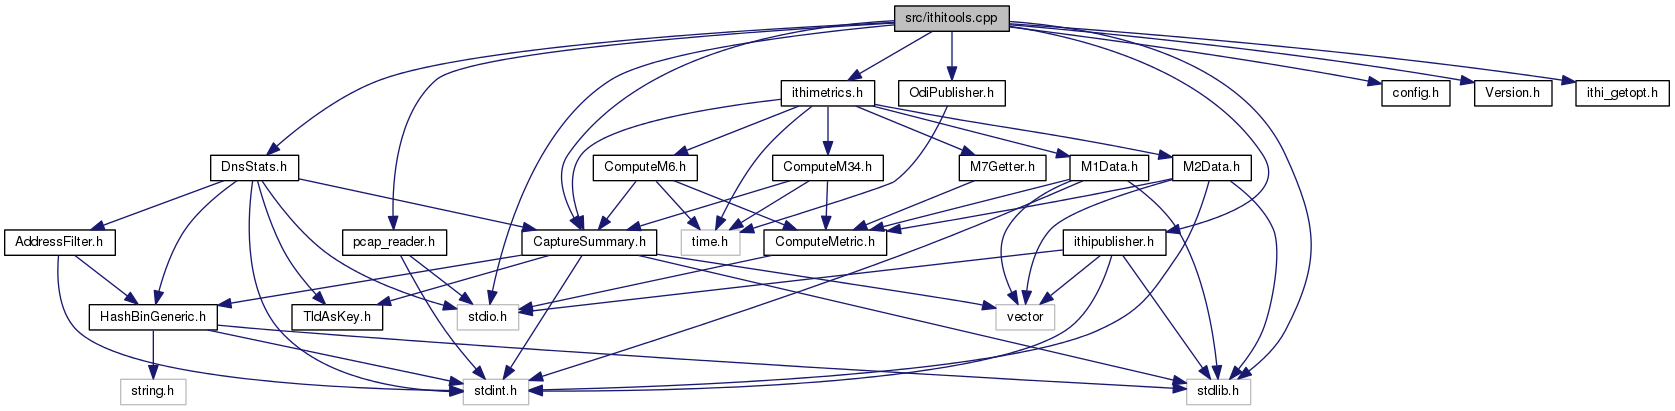 src/ithitools.cpp
ithimetrics.h
OdiPublisher.h
config.h
Version.h
ithi_getopt.h
DnsStats.h
ComputeM6.h
ComputeM34.h
M7Getter.h
M1Data.h
M2Data.h
AddressFilter.h
pcap_reader.h
CaptureSummary.h
time.h
ComputeMetric.h
ithipublisher.h
HashBinGeneric.h
TldAsKey.h
stdio.h
vector
string.h
stdint.h
stdlib.h